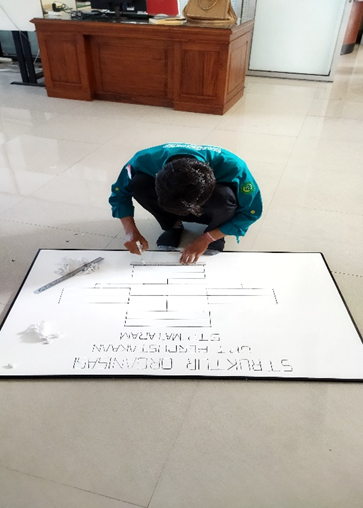 STRUKTUR ORGANISASI
UPT PERPUSTAKAAN
STP MATARAM